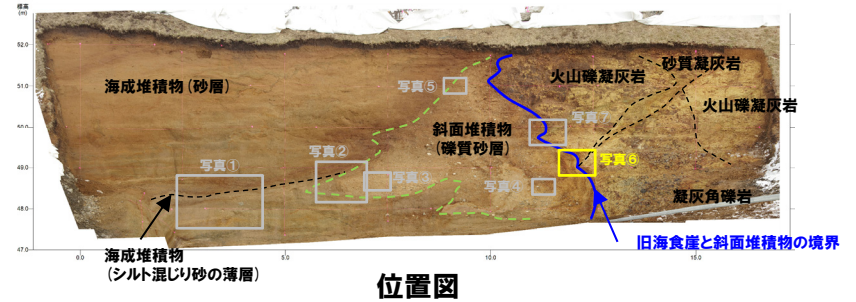 標高
(m)
52.0
51.0
50.0
49.0
48.0
47.0
0.0
5.0
10.0
15.0
海成堆積物(砂層)
写真⑤
火山礫凝灰岩
砂質凝灰岩
火山礫凝灰岩
斜面堆積物
(礫質砂層)
写真⑦
写真①
写真②
写真③
写真④
写真⑥
凝灰角礫岩
海成堆積物
(シルト混じり砂の薄層)
旧海食崖と斜面堆積物の境界
位置図